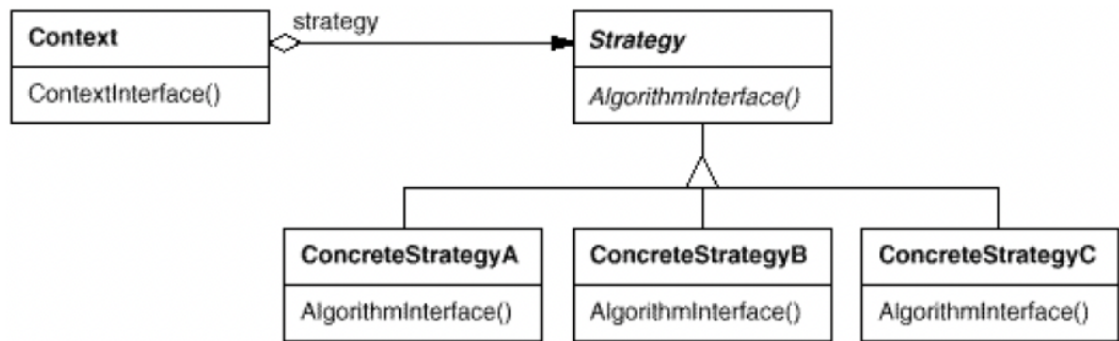 strategy
Context
Strategy
ContextInterface()
AlgorithmInterface()
ConcreteStrategyA
ConcreteStrategyB
ConcreteStrategyC
AlgorithmInterface()
AlgorithmInterface()
AlgorithmInterface()